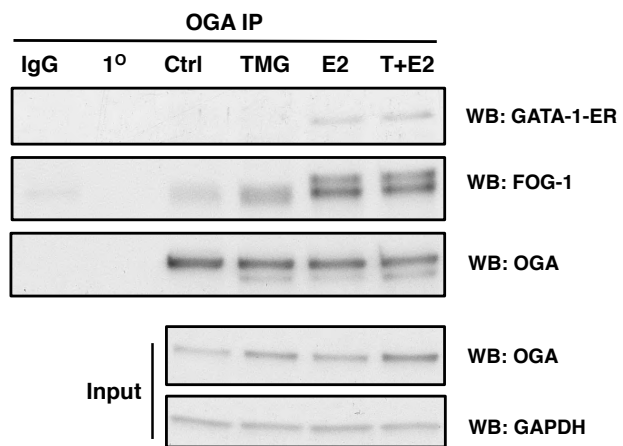 OGA IP
IgG 1º Ctrl TMG E2 T+E2
WB: GATA-1-ER
WB: FOG-1
WB: OGA
WB: OGA
Input
WB: GAPDH